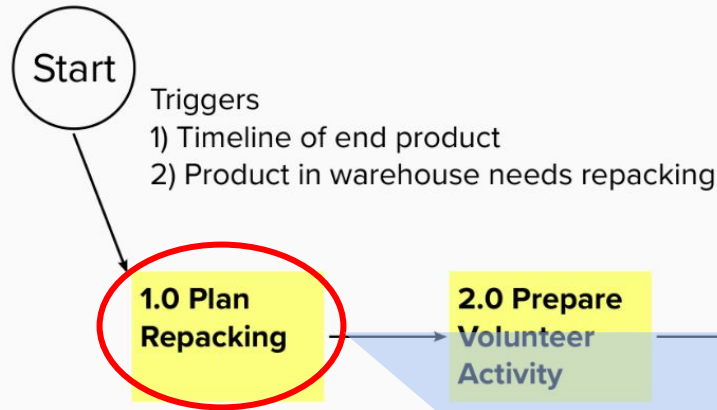 Start
Triggers
1) Timeline of end product
2) Product in warehouse needs repacking
1.0 Plan
Repacking
2.0 Prepare
Volunteer
Activity